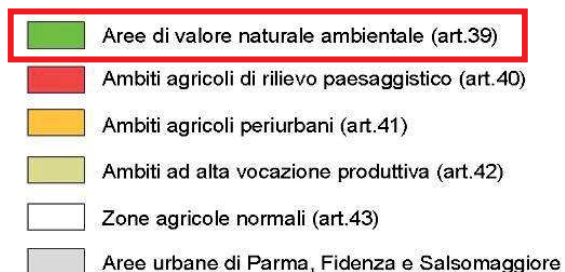 Aree di valore naturale ambientale (art.39)
Ambiti agricoli di rilievo paesaggistico (art.40)
Ambiti agricoli periurbani (art.41)
Ambiti ad alta vocazione produttiva (art.42)
Zone agricole normali (art.43)
Aree urbane di Parma, Fidenza e Salsomaggiore